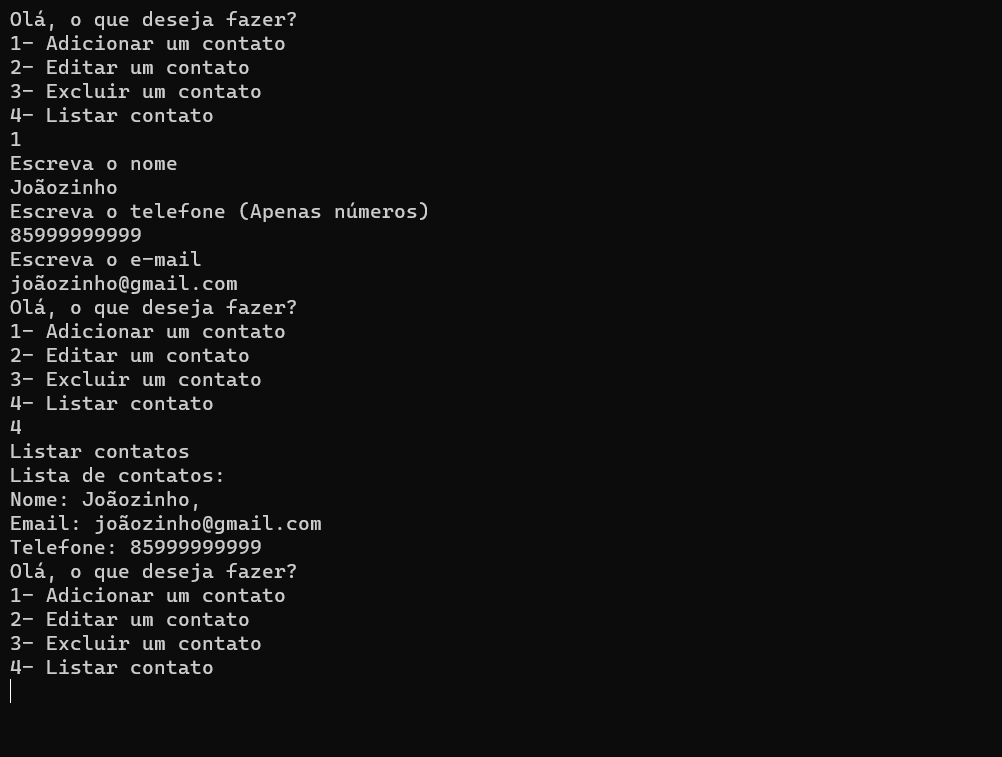 Olá, o que deseja fazer?
1- Adicionar um contato
2- Editar um contato
3- Excluir um contato
4- Listar contato
1
Escreva o nome
Joãozinho
Escreva o telefone (Apenas números)
85999999999
Escreva o e-mail
joãozinho@gmail.com
Olá, o que deseja fazer?
1- Adicionar um contato
2- Editar um contato
3- Excluir um contato
4- Listar contato
4
Listar contatos
Lista de contatos:
Nome: Joãozinho,
Email: joãozinho@gmail.com
Telefone: 85999999999
Olá, o que deseja fazer?
1- Adicionar um contato
2- Editar um contato
3- Excluir um contato
4- Listar contato